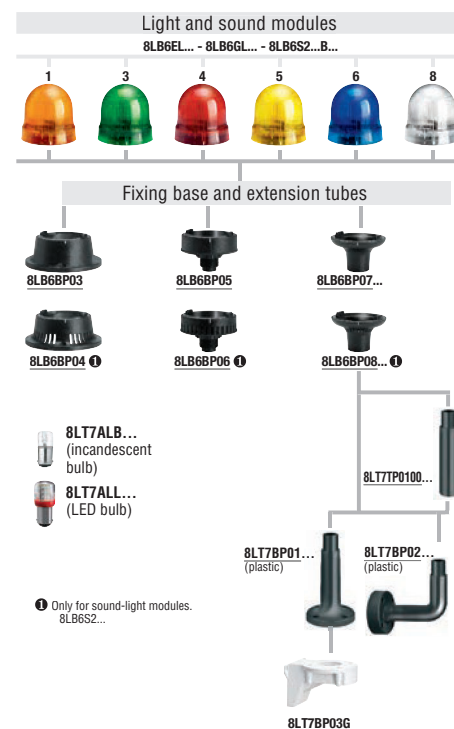 Light and sound modules
8LB6EL... - 8LB6GL... - 8LB6S2...B...
1 3 4 5 6 8
Fixing base and extension tubes
8LB6BP03 8LB6BP05 8LB6BP07...
8LB6BP04 ❶ 8LB6BP06 ❶ 8LB6BP08... ❶
8LT7ALB...
(incandescent
bulb)
8LT7ALL...
(LED bulb)
8LT7TP0100...
8LT7BP01... 8LT7BP02...
(plastic) (plastic)
❶ Only for sound-light modules.
8LB6S2...
8LT7BP03G